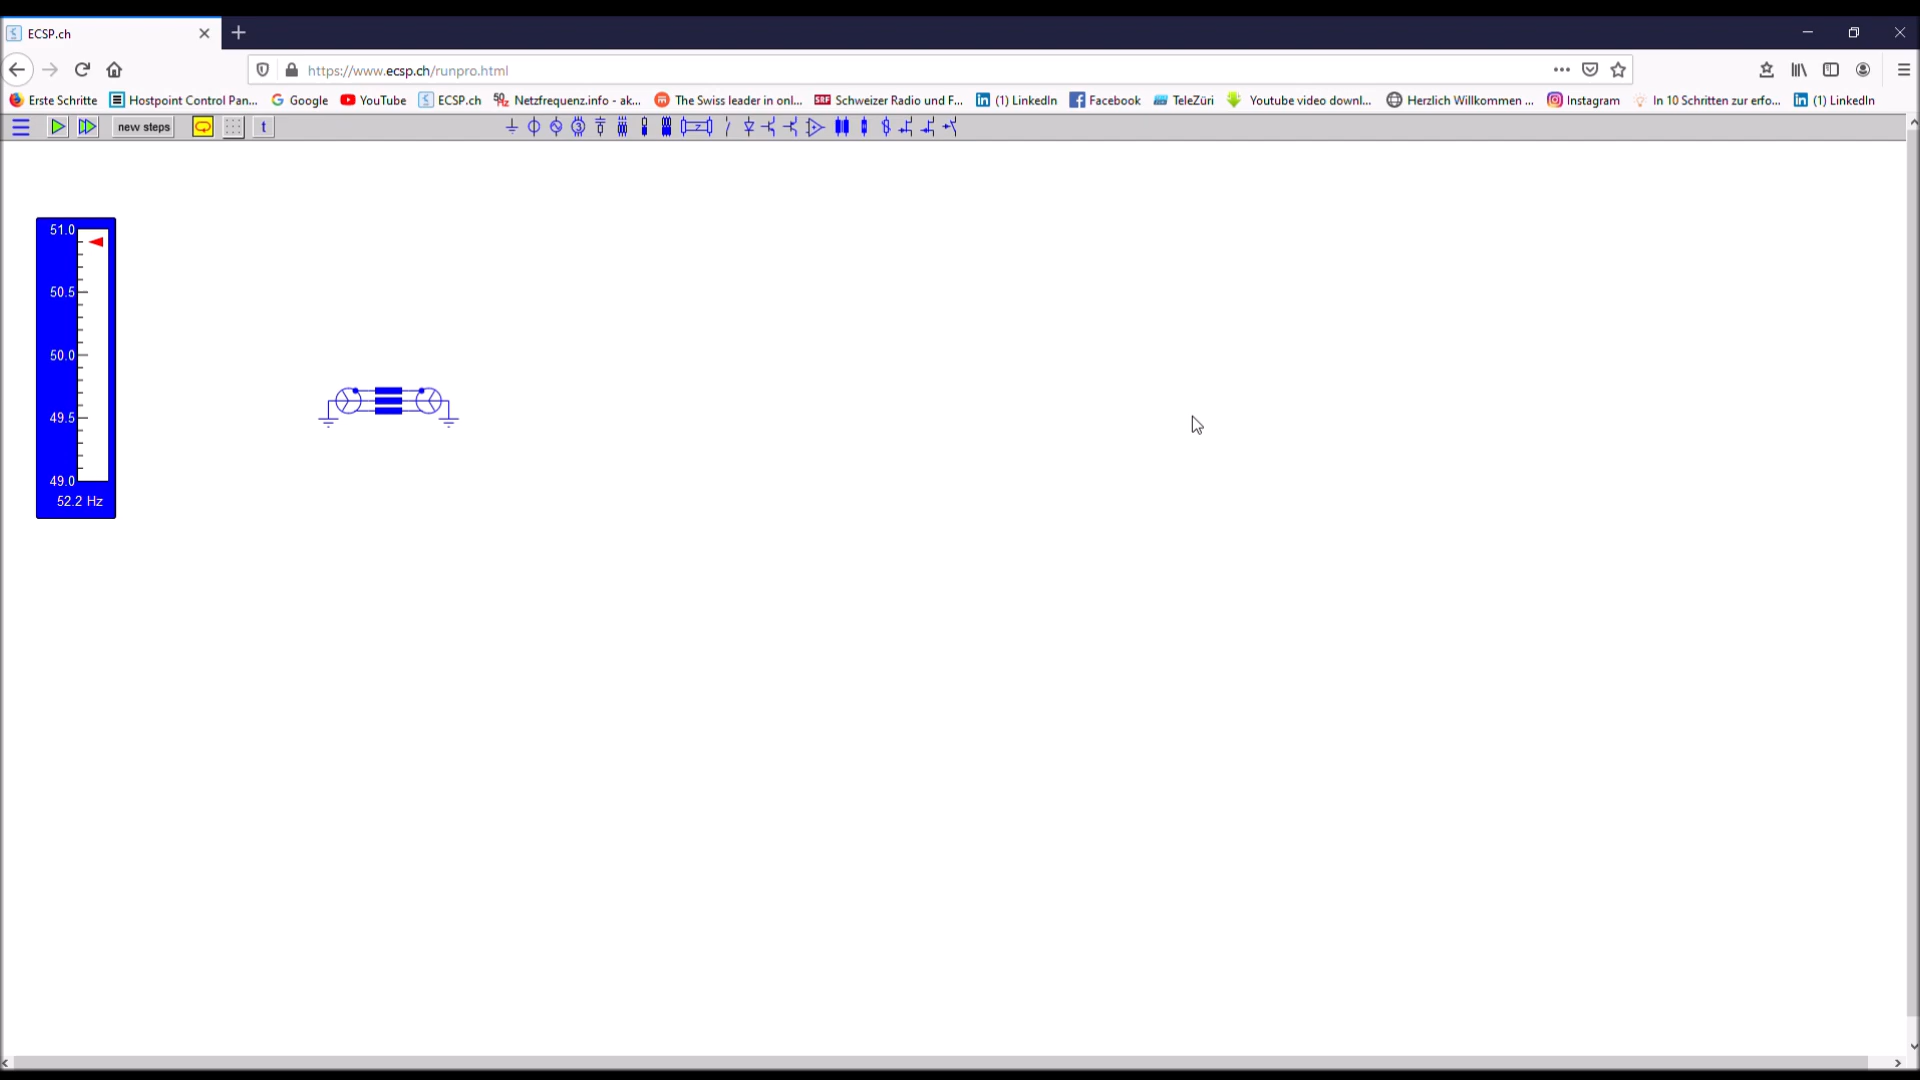 ECSP.ch
https://www.ecsp.ch/runpro.html
Erste Schritte Hostpoint Control Pan... Google YouTube ECSP.ch Netzfrequenz.info - ak... The Swiss leader in onl... SRF Schweizer Radio und F... (1) LinkedIn Facebook TeleZüri Youtube video downl... Herzlich Willkommen ... Instagram In 10 Schritten zur erfo... (1) LinkedIn
new steps t
51.0
50.5
50.0
49.5
49.0
52.2 Hz